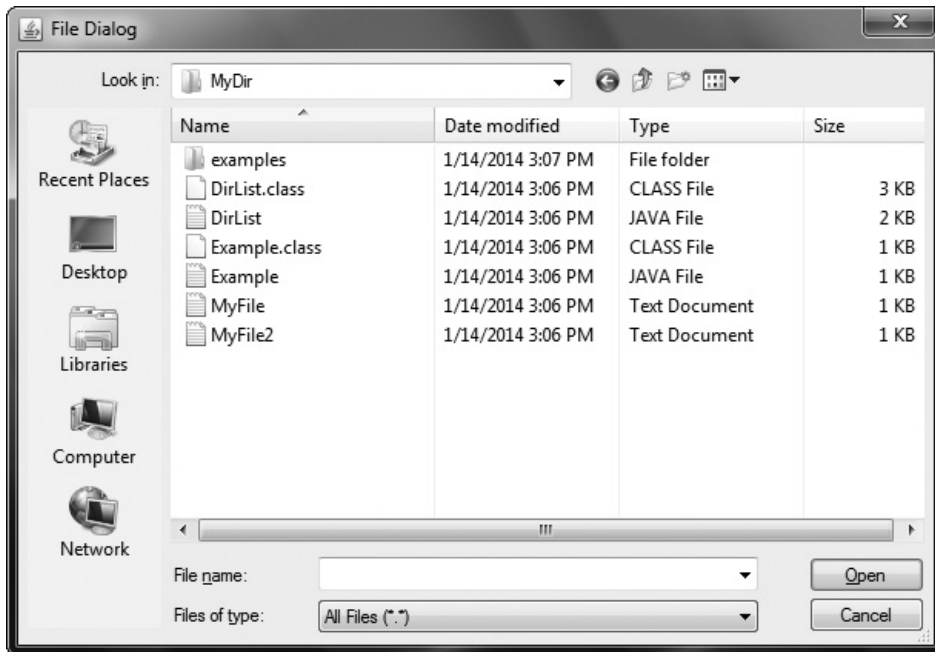 File Dialog
X
Look in: MyDir
Name Date modified Type Size
examples 1/14/2014 3:07 PM File folder
DirList.class 1/14/2014 3:06 PM CLASS File 3 KB
DirList 1/14/2014 3:06 PM JAVA File 2 KB
Example.class 1/14/2014 3:06 PM CLASS File 1 KB
Example 1/14/2014 3:06 PM JAVA File 1 KB
MyFile 1/14/2014 3:06 PM Text Document 1 KB
MyFile2 1/14/2014 3:06 PM Text Document 1 KB
Recent Places
Desktop
Libraries
Computer
Network
File name: Open
Files of type: All Files (*.*) Cancel